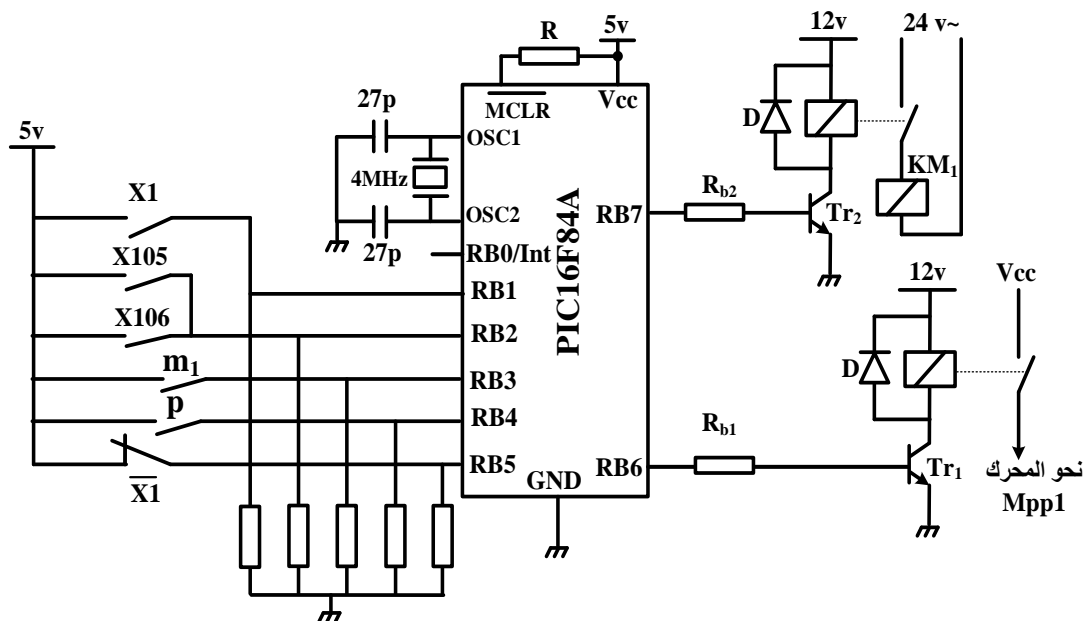 12v
24 v~
5v
R
MCLR
Vcc
27p
OSC1
D
5v
4MHz
KM1
X1
OSC2
Rb2
RB7
Tr2
27p
RB0/Int
PIC16F84A
X105
RB1
12v
Vcc
X106
RB2
m1
RB3
D
p
RB4
Rb1
RB5
RB6
Tr1
X1
GND
نحو المحرك
Mpp1